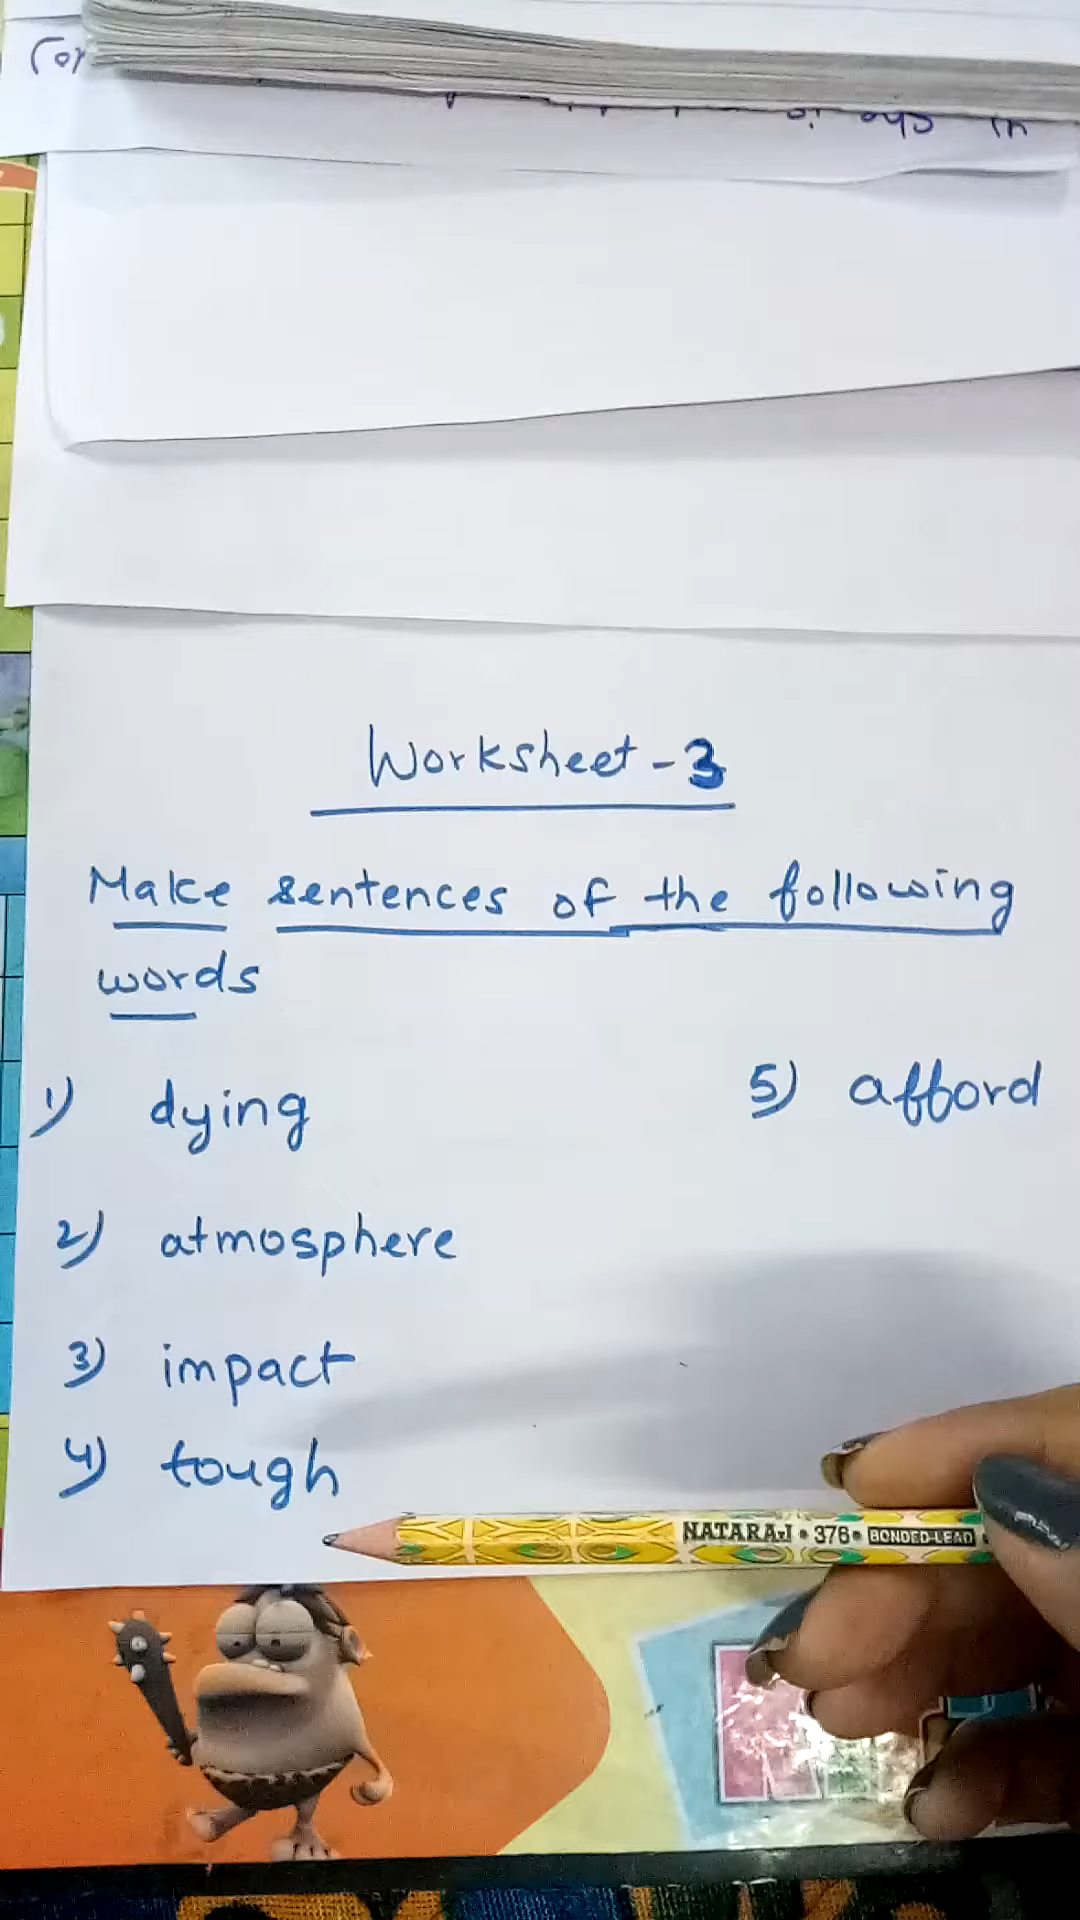 Worksheet-3
Make sentences of the following
words
1) dying
5) afford
2) atmosphere
3) impact
4) tough
NATARAJ • 376 • BONDED LEAD